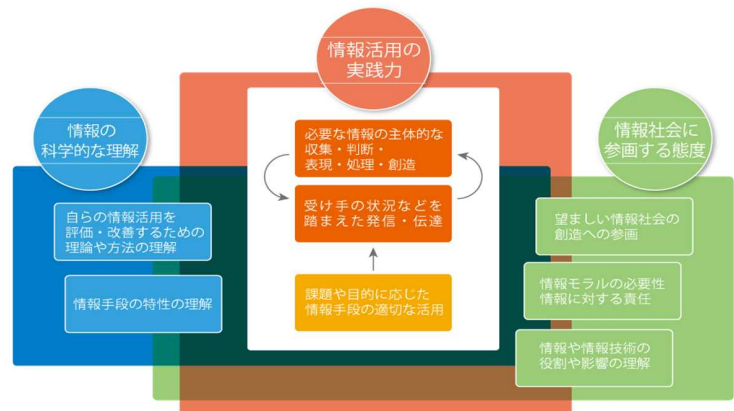 情報活用の
実践力
情報の
科学的な理解
情報社会に
参画する態度
必要な情報の主体的な
収集・判断・
表現・処理・創造
受け手の状況などを
踏まえた発信・伝達
課題や目的に応じた
情報手段の適切な活用
自らの情報活用を
評価・改善するための
理論や方法の理解
情報手段の特性の理解
望ましい情報社会の
創造への参画
情報モラルの必要性
情報に対する責任
情報や情報技術の
役割や影響の理解